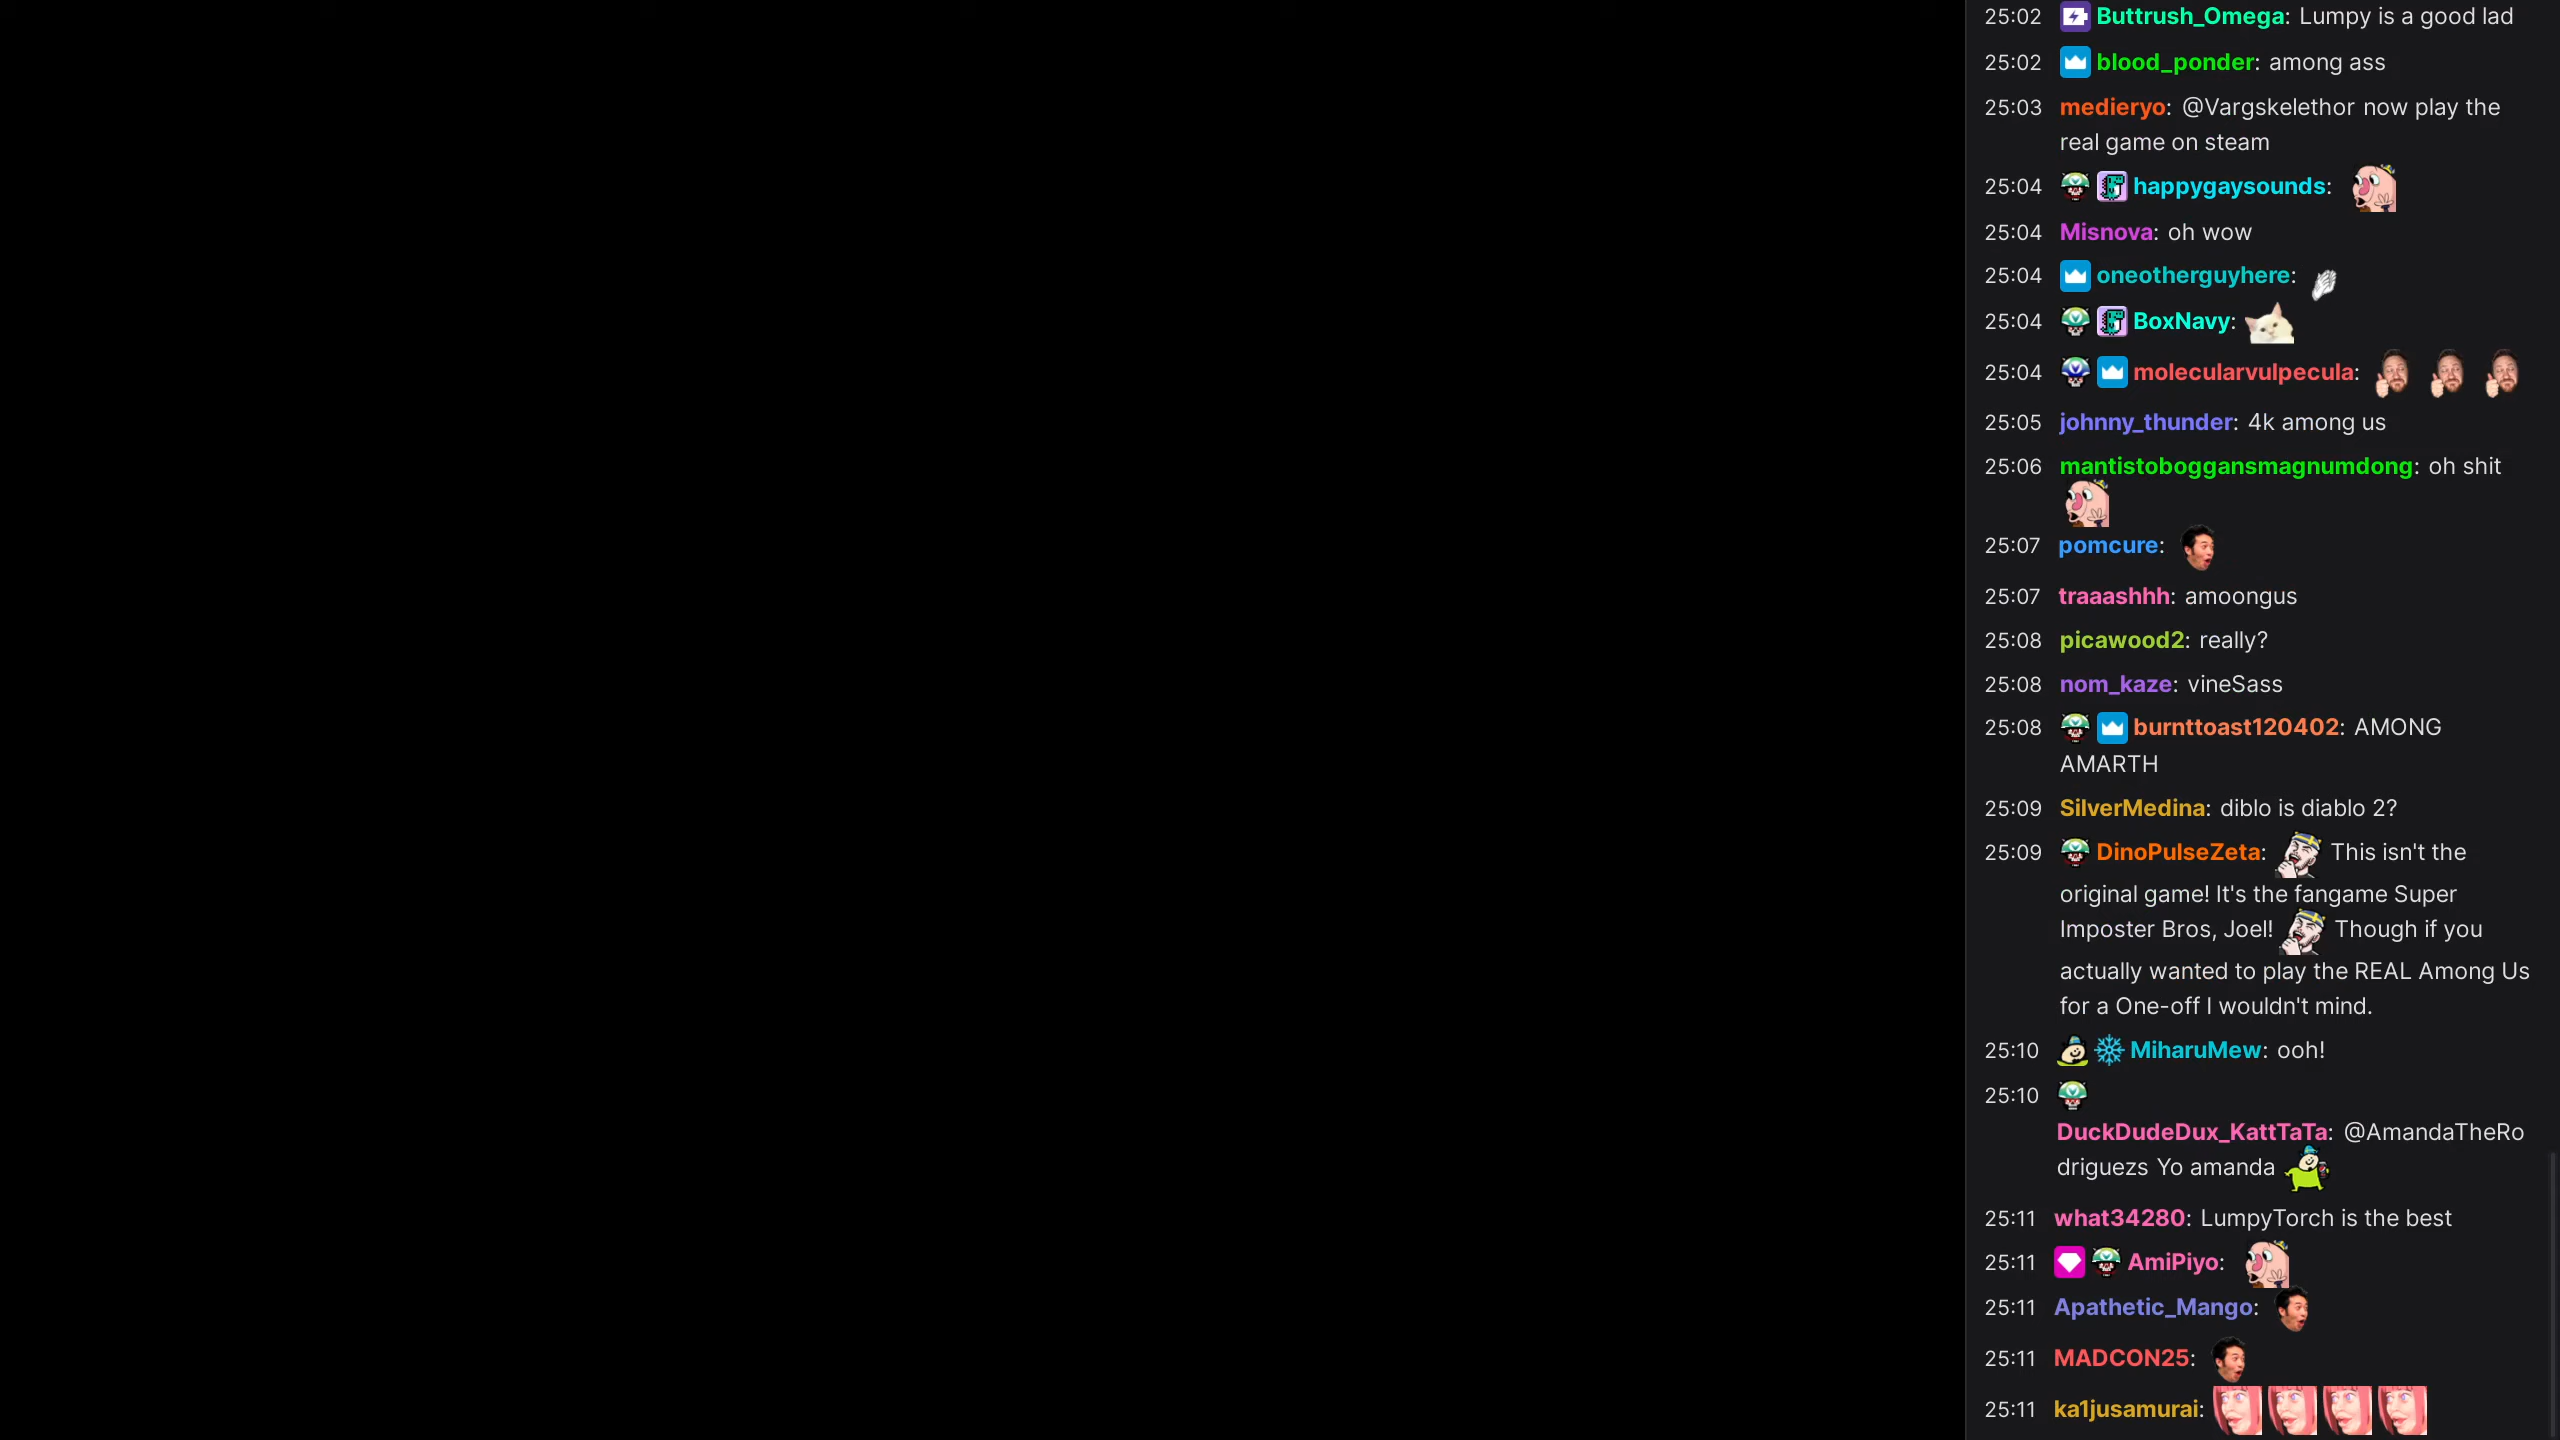 25:02 Buttrush_Omega: Lumpy is a good lad
25:02 blood_ponder: among ass
25:03 medieryo: @Vargskelethor now play the
real game on steam
25:04 happygaysounds:
25:04 Misnova: oh wow
25:04 oneotherguyhere:
25:04 BoxNavy:
25:04 molecularvulpecula:
25:05 johnny_thunder: 4k among us
25:06 mantistoboggansmagnumdong: oh shit
25:07 pomcure:
25:07 traaashhh: amoongus
25:08 picawood2: really?
25:08 nom_kaze: vineSass
25:08 burnttoast120402: AMONG
AMARTH
25:09 SilverMedina: diblo is diablo 2?
25:09 DinoPulseZeta: This isn't the
original game! It's the fangame Super
Imposter Bros, Joel! Though if you
actually wanted to play the REAL Among Us
for a One-off I wouldn't mind.
25:10 MiharuMew: ooh!
25:10
DuckDudeDux_KattTaTa: @AmandaTheRo
driguezs Yo amanda
25:11 what34280: LumpyTorch is the best
25:11 AmiPiyo:
25:11 Apathetic_Mango:
25:11 MADCON25:
25:11 ka1jusamurai: